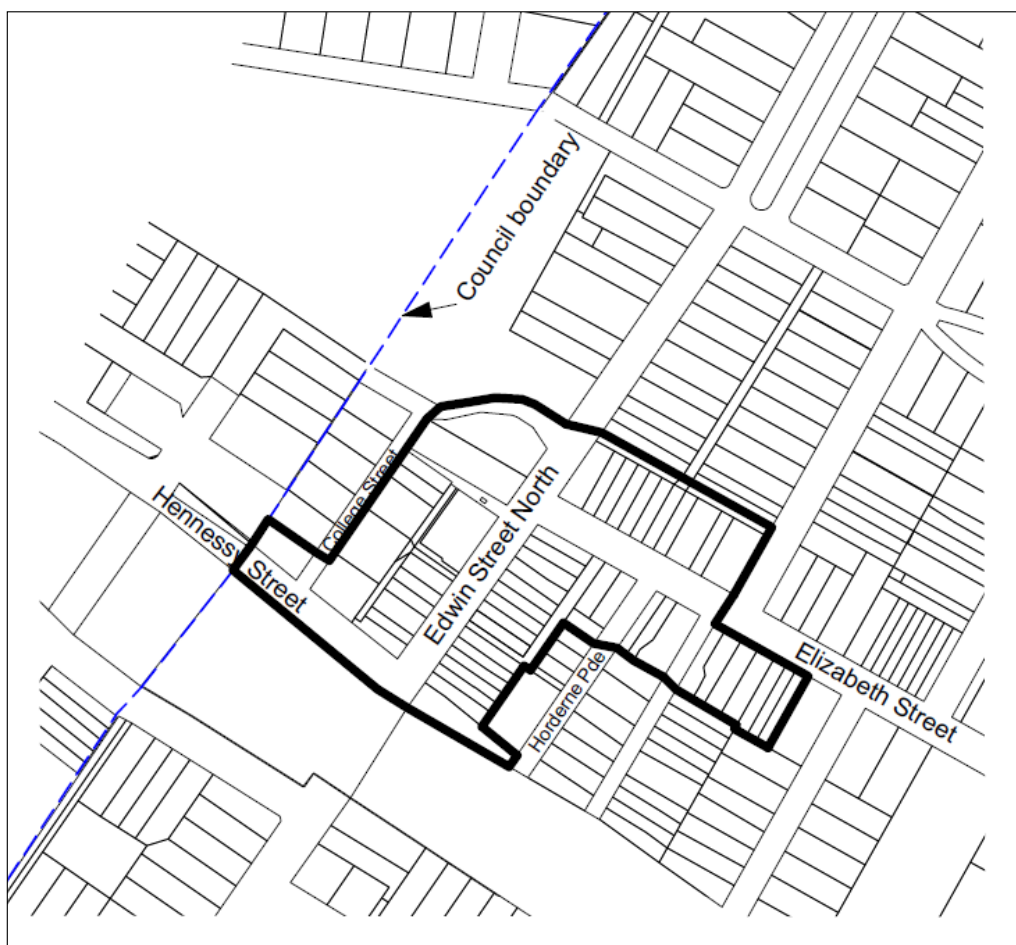 Council boundary
College Street
Hennessy Street
Edwin Street North
Horderne Pde
Elizabeth Street